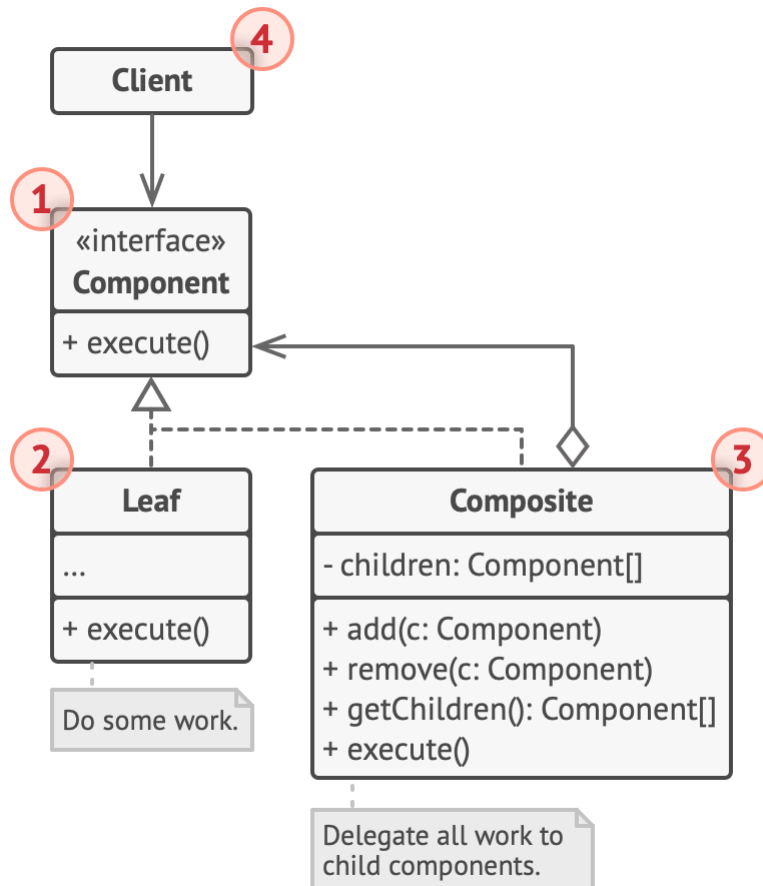 4
Client
1
«interface»
Component
+ execute()
2
Leaf
...
+ execute()
Do some work.
3
Composite
- children: Component[]
+ add(c: Component)
+ remove(c: Component)
+ getChildren(): Component[]
+ execute()
Delegate all work to
child components.